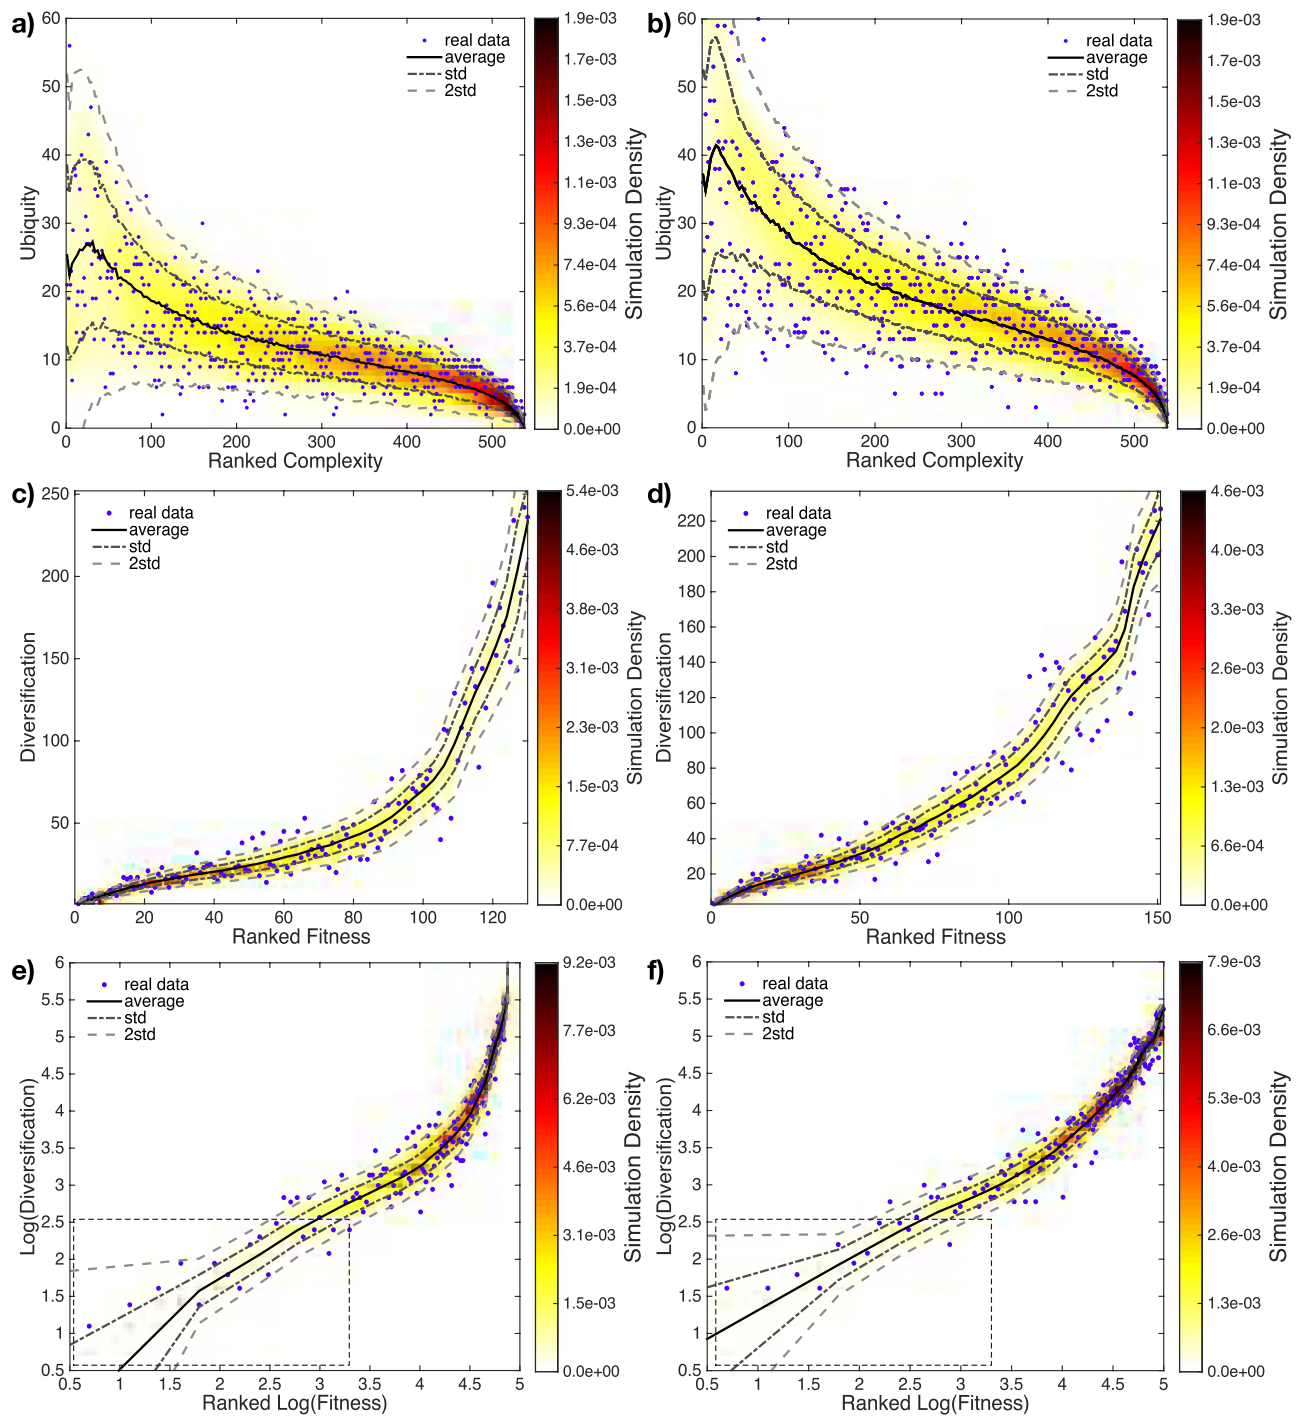 a)
60
50
40
30
20
10
0
Ubiquity
0 100 200 300 400 500
Ranked Complexity
real data
average
std
2std
1.9e-03
1.7e-03
1.5e-03
1.3e-03
1.1e-03
9.3e-04
7.4e-04
5.6e-04
3.7e-04
1.9e-04
0.0e+00
Simulation Density
b)
60
50
40
30
20
10
0
Ubiquity
0 100 200 300 400 500
Ranked Complexity
real data
average
std
2std
1.9e-03
1.7e-03
1.5e-03
1.3e-03
1.1e-03
9.3e-04
7.4e-04
5.6e-04
3.7e-04
1.9e-04
0.0e+00
Simulation Density
c)
250
200
150
100
50
Diversification
0 20 40 60 80 100 120
Ranked Fitness
real data
average
std
2std
5.4e-03
4.6e-03
3.8e-03
3.1e-03
2.3e-03
1.5e-03
7.7e-04
0.0e+00
Simulation Density
d)
220
200
180
160
140
120
100
80
60
40
20
Diversification
0 50 100 150
Ranked Fitness
real data
average
std
2std
4.6e-03
4.0e-03
3.3e-03
2.6e-03
2.0e-03
1.3e-03
6.6e-04
0.0e+00
Simulation Density
e)
6
5.5
5
4.5
4
3.5
3
2.5
2
1.5
1
0.5
Log(Diversification)
0.5 1 1.5 2 2.5 3 3.5 4 4.5 5
Ranked Log(Fitness)
real data
average
std
2std
9.2e-03
7.7e-03
6.2e-03
4.6e-03
3.1e-03
1.5e-03
0.0e+00
Simulation Density
f)
6
5.5
5
4.5
4
3.5
3
2.5
2
1.5
1
0.5
Log(Diversification)
0.5 1 1.5 2 2.5 3 3.5 4 4.5 5
Ranked Log(Fitness)
real data
average
std
2std
7.9e-03
6.6e-03
5.3e-03
4.0e-03
2.6e-03
1.3e-03
0.0e+00
Simulation Density